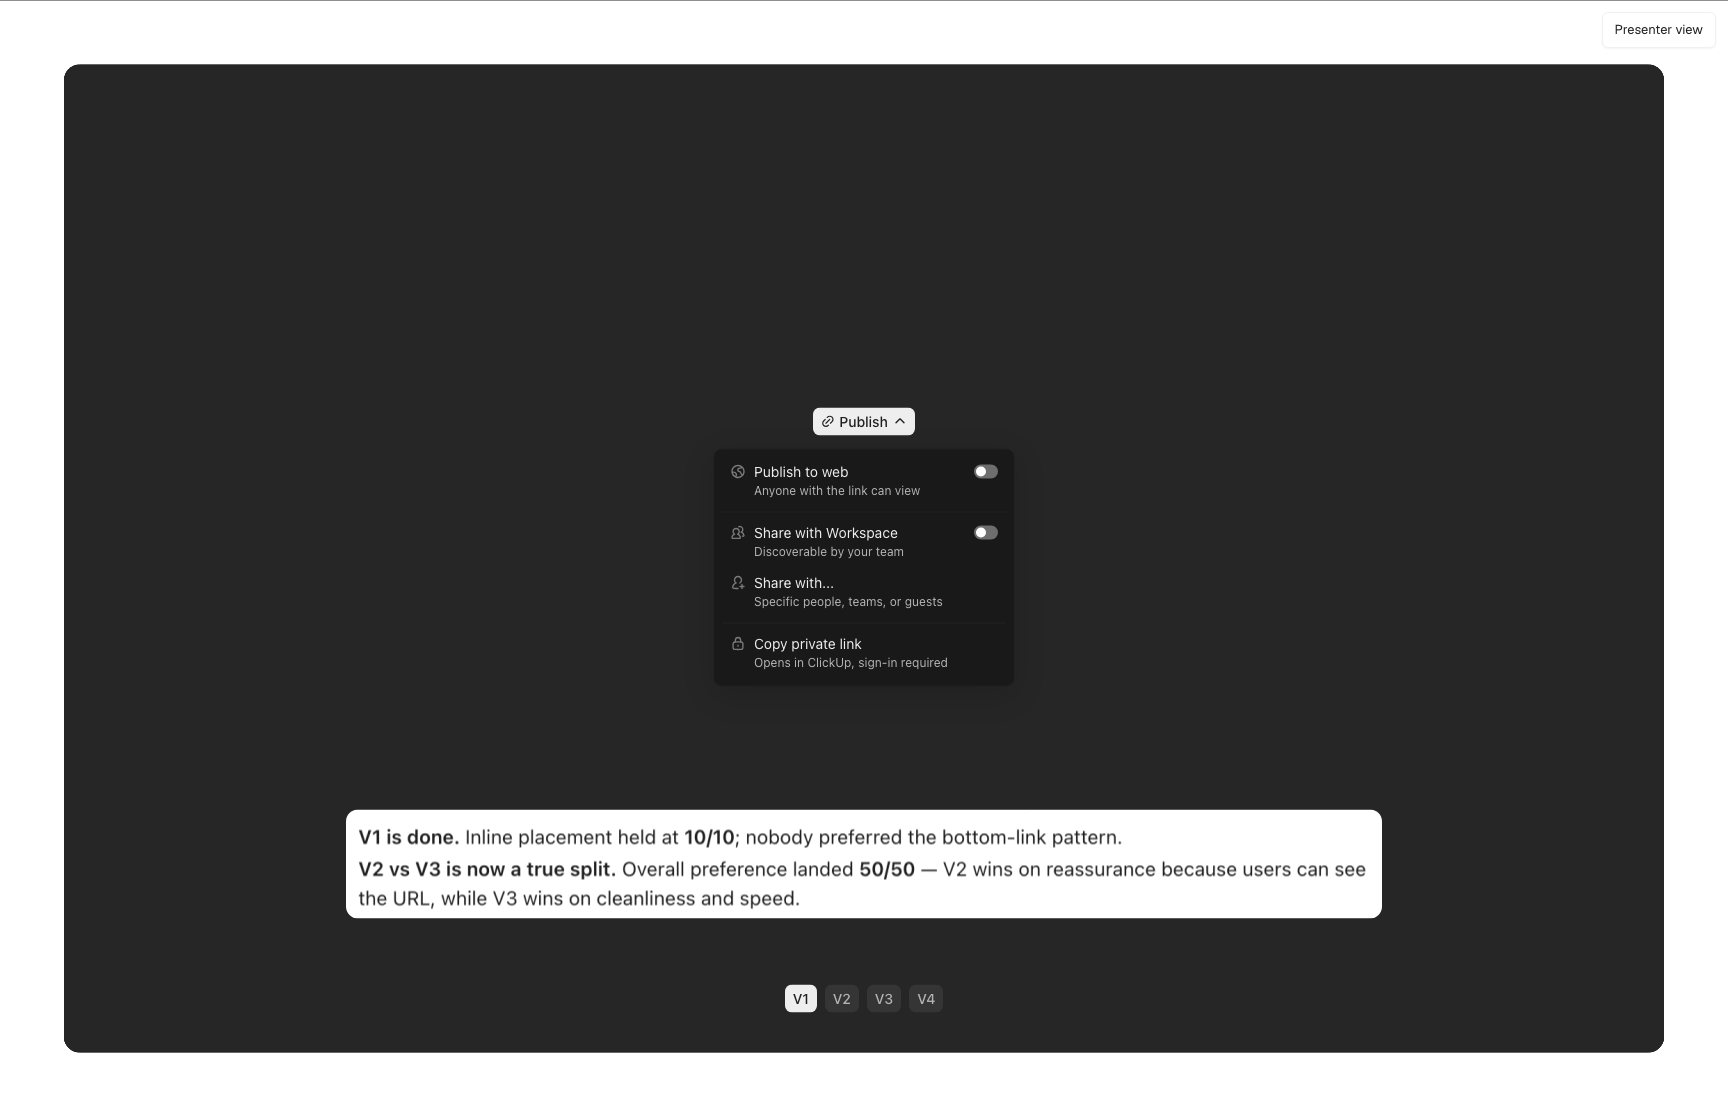 Presenter view
Publish
Publish to web
Anyone with the link can view
Share with Workspace
Discoverable by your team
Share with...
Specific people, teams, or guests
Copy private link
Opens in ClickUp, sign-in required
V1 is done. Inline placement held at 10/10; nobody preferred the bottom-link pattern.
V2 vs V3 is now a true split. Overall preference landed 50/50 — V2 wins on reassurance because users can see
the URL, while V3 wins on cleanliness and speed.
V1 V2 V3 V4